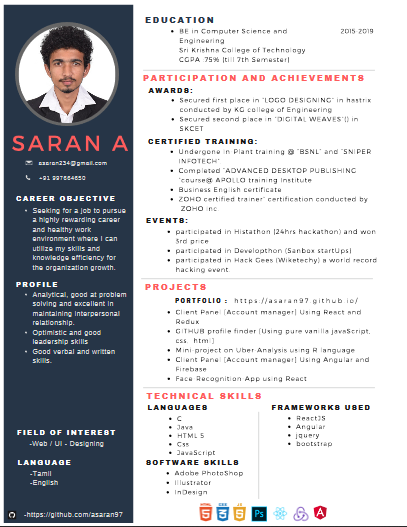 SARAN A
asaran234@gmail.com
+91 997664650
CAREER OBJECTIVE
Seeking for a job to pursue
a highly rewarding career
and healthy work
environment where I can
utilize my skills and
knowledge efficiency for
the organization growth.
PROFILE
Analytical, good at problem
solving and excellent in
maintaining interpersonal
relationship.
Optimistic and good
leadership skills
Good verbal and written
skills.
FIELD OF INTEREST
-Web / UI - Designing
LANGUAGE
-Tamil
-English
-https://github.com/asaran97
EDUCATION
BE in Computer Science and 2015-2019
Engineering
Sri Krishna College of Technology
CGPA :75% (till 7th Semester)
PARTICIPATION AND ACHIEVEMENTS
AWARDS:
Secured first place in "LOGO DESIGNING" in hastrix
conducted by KG college of Engineering
Secured second place in "DIGITAL WEAVES"() in
SKCET
CERTIFIED TRAINING:
Undergone in Plant training @ "BSNL" and "SNIPER
INFOTECH"
Completed "ADVANCED DESKTOP PUBLISHING
"course@ APOLLO training Institute
Business English certificate
ZOHO certified trainer' certification conducted by
ZOHO inc
EVENTS:
participated in Histathon (24hrs hackathon) and won
3rd price
participated in Developthon (Sanbox startUps)
participated in Hack Gees (Wiketechy) a world record
hacking event
PROJECTS
PORTFOLIO : https://asaran97.github.io/
Client Panel [Account manager] Using React and
Redux
GITHUB profile finder [Using pure vanilla javaScript,
css, html]
Mini-project on Uber Analysis using R language
Client Panel [Account manager] Using Angular and
Firebase
Face Recognition App using React
TECHNICAL SKILLS
LANGUAGES
C
Java
HTML 5
Css
JavaScript
FRAMEWORKS USED
ReactJS
Angular
jquery
bootstrap
SOFTWARE SKILLS
Adobe PhotoShop
Illustrator
InDesign